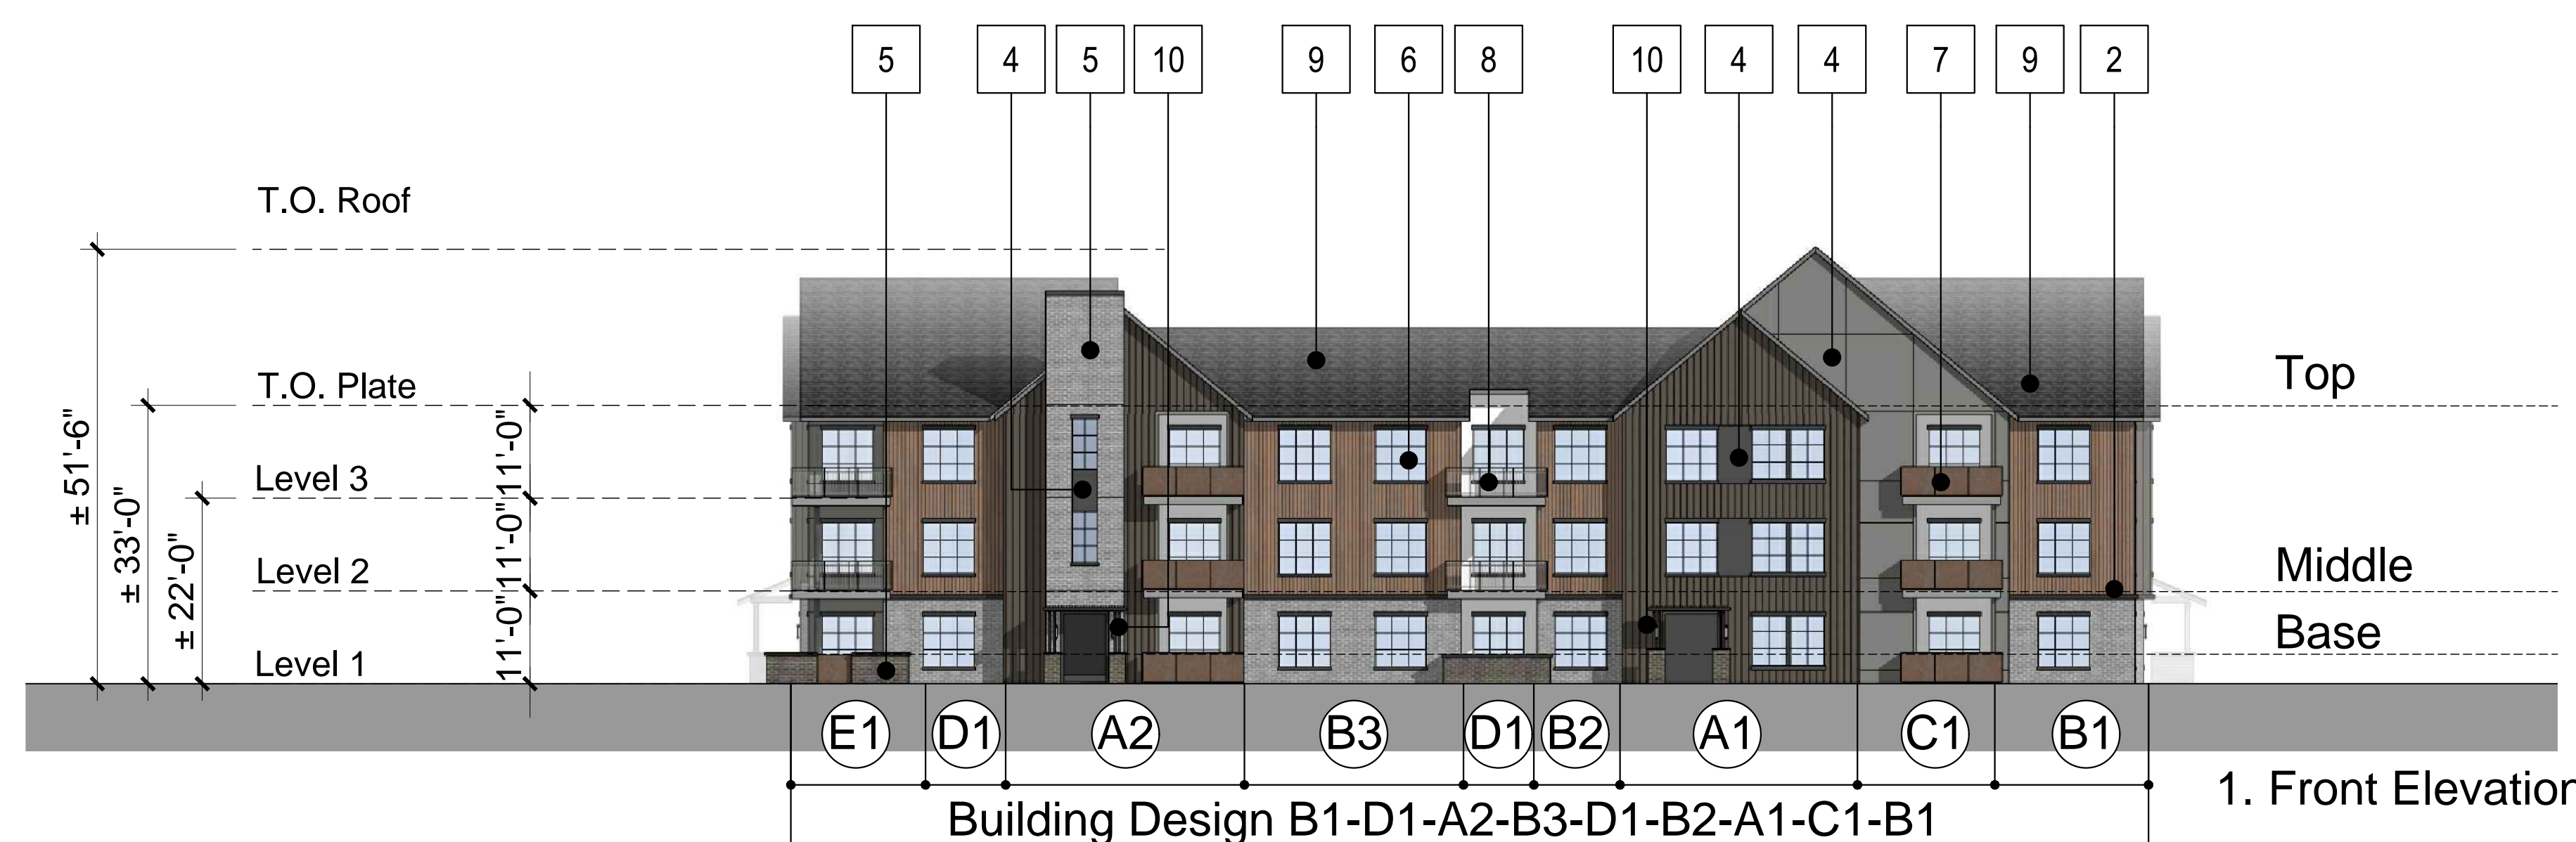 5 4 5 10 9 6 8 10 4 4 7 9 2
T.O. Roof
T.O. Plate
Top
Level 3
Level 2
Middle
Base
Level 1
± 51'-6"
± 33'-0"
± 22'-0"
11'-0"
11'-0"
11'-0"
E1 D1 A2 B3 D1 B2 A1 C1 B1
1. Front Elevation
Building Design B1-D1-A2-B3-D1-B2-A1-C1-B1